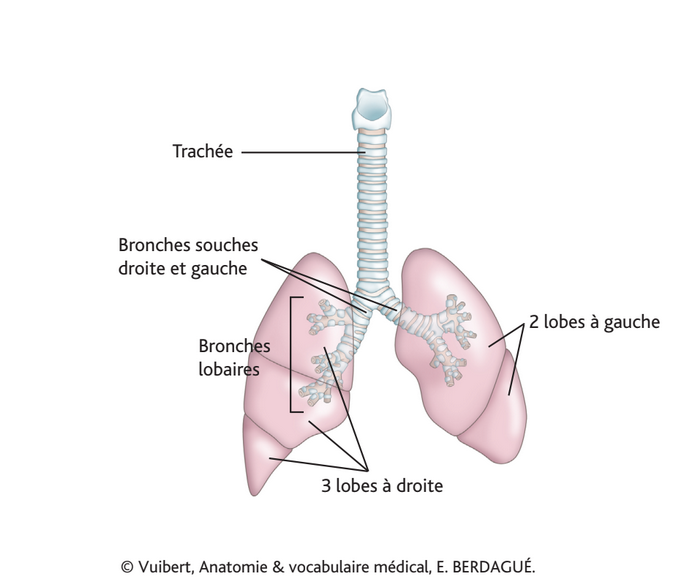 Trachée
Bronches souches
droite et gauche
2 lobes à gauche
Bronches
lobaires
3 lobes à droite
© Vuibert, Anatomie & vocabulaire médical, E. BERDAGUÉ.